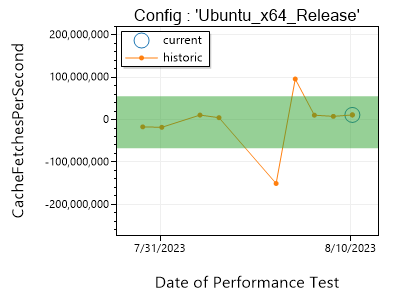 Config : 'Ubuntu_x64_Release'
current
historic
CacheFetchesPerSecond
200,000,000
100,000,000
0
-100,000,000
-200,000,000
7/31/2023
8/10/2023
Date of Performance Test